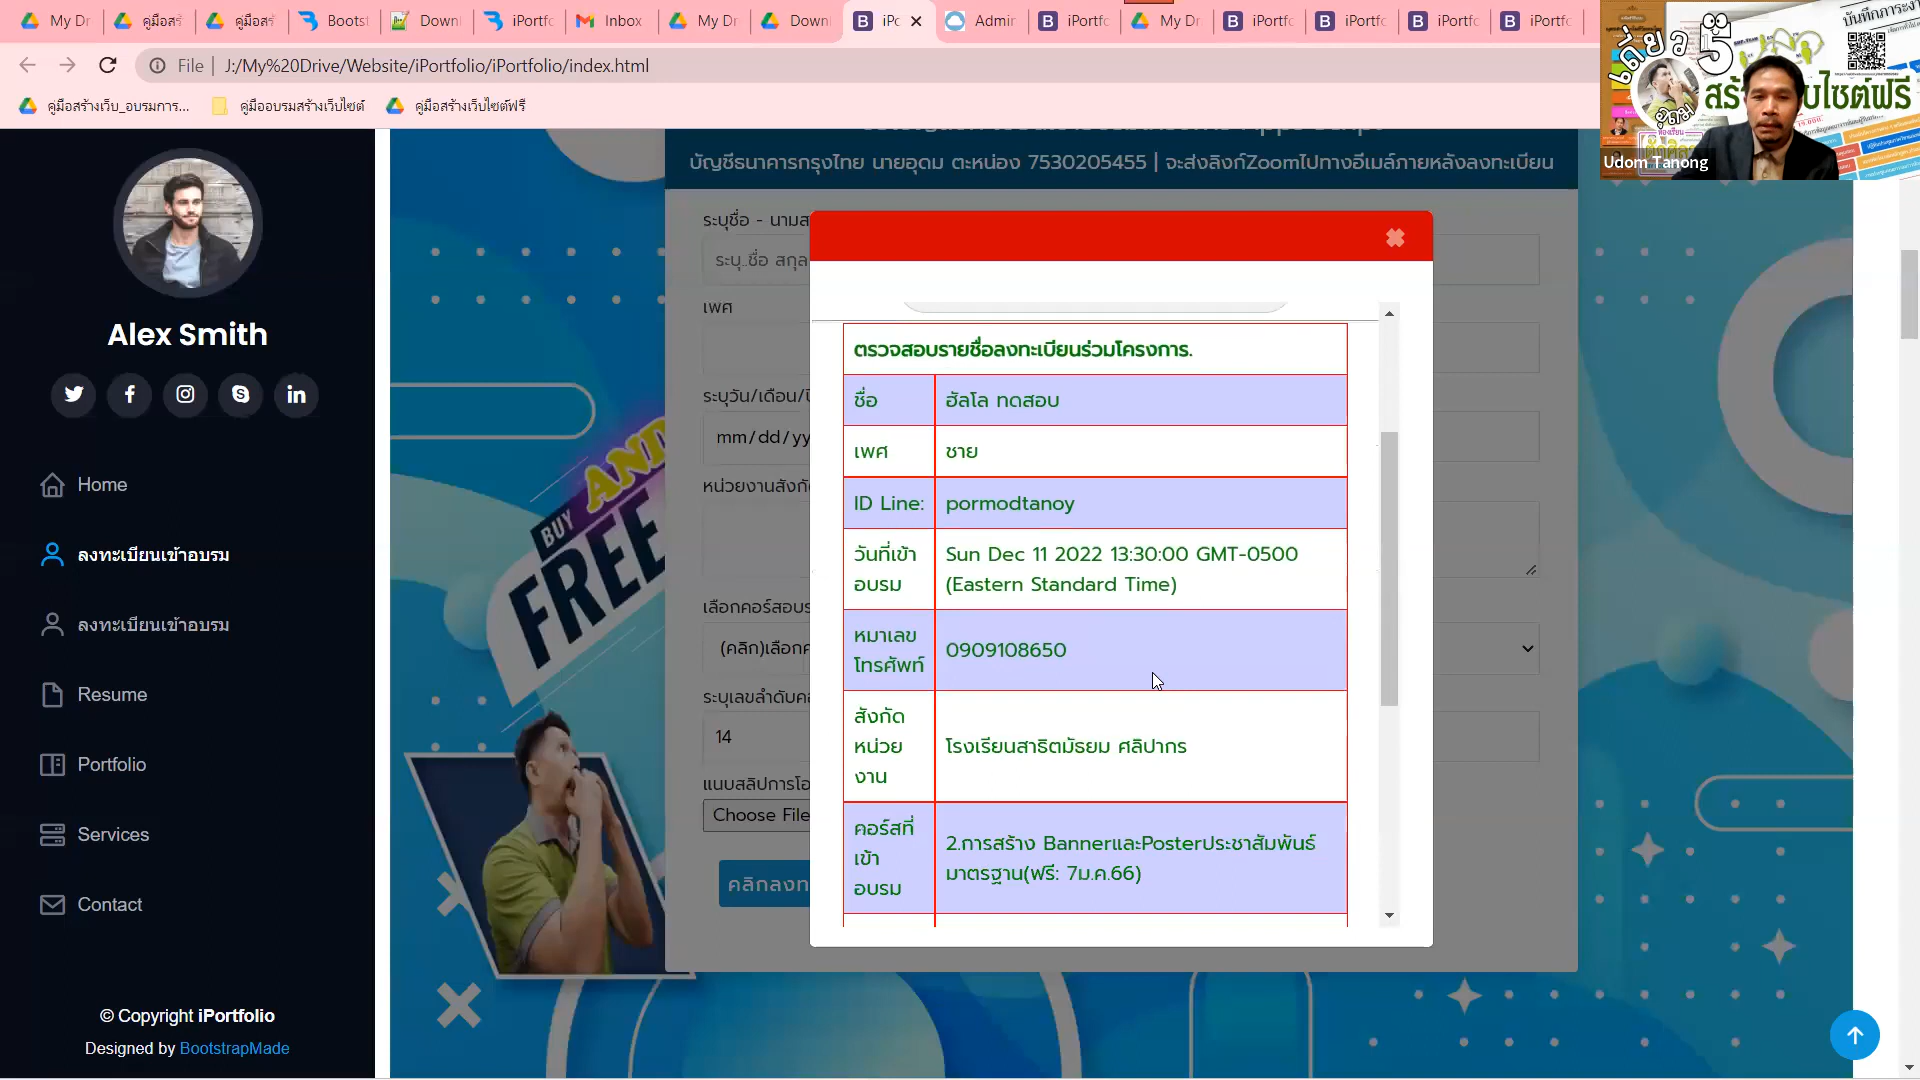 My Dr
คู่มือสร้
คู่มือสร้
Boots
Down
iPortfo
Inbox
My Dr
Down
iPo
Admin
iPortfo
My Dr
iPortfo
iPortfo
iPortfo
iPortfo
File
J:/My%20Drive/Website/iPortfolio/iPortfolio/index.html
คู่มือสร้างเว็บ_อบรมการ...
คู่มืออบรมสร้างเว็บไซต์
คู่มือสร้างเว็บไซต์ฟรี
บันทึกภาระงา
เดี่ยว 5
Udom Tanong
Alex Smith
Home
ลงทะเบียนเข้าอบรม
ลงทะเบียนเข้าอบรม
Resume
Portfolio
Services
Contact
© Copyright iPortfolio
Designed by BootstrapMade
บัญชีธนาคารกรุงไทย นายอุดม ตะหน่อง 7530205455 | จะส่งลิงก์Zoomไปทางอีเมล์ภายหลังลงทะเบียน
ระบุชื่อ - นามส
ระบุ..ชื่อ สกุล
เพศ
ระบุวัน/เดือน/ปี
mm/dd/yy
หน่วยงานสังกั
เลือกคอร์สอบร
(คลิก)เลือกค
ระบุเลขลำดับค
14
แนบสลิปการโอ
Choose File
คลิกลงท
BUY
AND
FREE
ตรวจสอบรายชื่อลงทะเบียนร่วมโครงการ.
ชื่อ ฮัลโล ทดสอบ
เพศ ชาย
ID Line: pormodtanoy
วันที่เข้า
อบรม
Sun Dec 11 2022 13:30:00 GMT-0500
(Eastern Standard Time)
หมาเลข
โทรศัพท์
0909108650
สังกัด
หน่วย
งาน
โรงเรียนสาธิตมัธยม ศลิปากร
คอร์สที่
เข้า
อบรม
2.การสร้าง BannerและPosterประชาสัมพันธ์
มาตรฐาน(ฟรี: 7ม.ค.66)